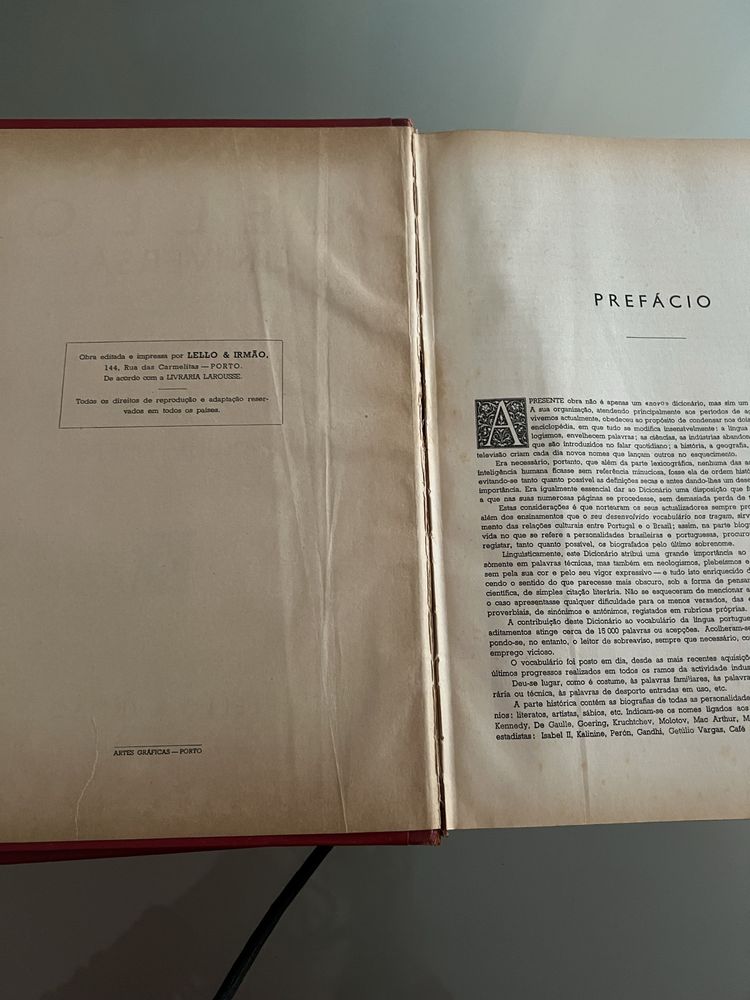 Obra editada e impressa por LELLO & IRMÃO,
144, Rua das Carmelitas — PORTO.
De acordo com a LIVRARIA LAROUSSE.
Todos os direitos de reprodução e adaptação reser-
vados em todos os países.
ARTES GRÁFICAS — PORTO
PREFÁCIO
A PRESENTE obra não é apenas um «novo» dicionário, mas sim um
A sua organização, atendendo principalmente aos períodos de
vivemos actualmente, obedeceu ao propósito de condensar nos dois
enciclopédia, em que tudo se modifica insensivelmente: a língua
logismos, envelhecem palavras; as ciências, as indústrias
que são introduzidos no falar quotidiano; a história, a geografia,
televisão criam cada dia novos nomes que lançam outros no esquecimento.
Era necessário, portanto, que além da parte lexicográfica, nenhuma das
inteligência humana ficasse sem referência minuciosa, fosse ela de ordem
evitando-se tanto quanto possível as definições secas e antes dando-lhes um
importância. Era igualmente essencial dar ao Dicionário uma disposição que
a que nas suas numerosas páginas se procedesse, sem demasiada perda de
Estas considerações é que nortearam os seus actualizadores sempre
além dos ensinamentos que o seu desenvolvido vocabulário nos tragam,
mento das relações culturais entre Portugal e o Brasil; assim, na parte
vida no que se refere a personalidades brasileiras e portuguesas,
registar, tanto quanto possível, os biografados pelo último sobrenome.
Linguìsticamente, este Dicionário atribui uma grande importância ao
sòmente em palavras técnicas, mas também em neologismos, plebeísmos e
sem pela sua cor e pelo seu vigor expressivo — e tudo isto enriquecido
cendo o sentido do que parecesse mais obscuro, sob a forma de
científica, de simples citação literária. Não se esqueceram de mencionar
o caso apresentasse qualquer dificuldade para os menos versados, das
proverbiais, de sinónimos e antónimos, registados em rubricas próprias.
A contribuição deste Dicionário ao vocabulário da língua
aditamentos atinge cerca de 15 000 palavras ou acepções.
pondo-se, no entanto, o leitor de sobreaviso, sempre que necessário,
emprego vicioso.
O vocabulário foi posto em dia, desde as mais recentes
últimos progressos realizados em todos os ramos da actividade
Deu-se lugar, como é costume, às palavras familiares, às
rária ou técnica, às palavras de desporto entradas em uso, etc.
A parte histórica contém as biografias de todas as
nios: literatos, artistas, sábios, etc. Indicam-se os nomes ligados aos
Kennedy, De Gaulle, Goering, Kruchtchev, Molotov, Mac Arthur,
estadistas: Isabel II, Kalinine, Perón, Gandhi, Getúlio Vargas, Café